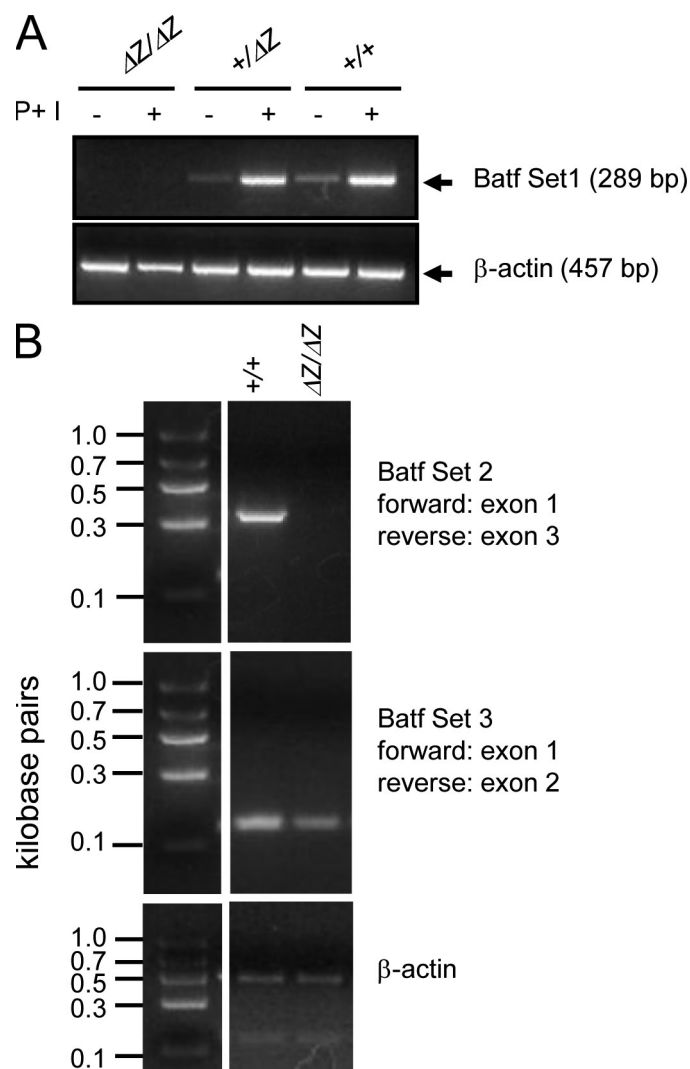 A
ΔZ/ΔZ +/ΔZ +/+
P+ I - + - + - +
Batf Set1 (289 bp)
β-actin (457 bp)
B
+/+ ΔZ/ΔZ
1.0
0.7
0.5
0.3
0.1
Batf Set 2
forward: exon 1
reverse: exon 3
kilobase pairs
1.0
0.7
0.5
0.3
0.1
Batf Set 3
forward: exon 1
reverse: exon 2
1.0
0.7
0.5
0.3
0.1
β-actin